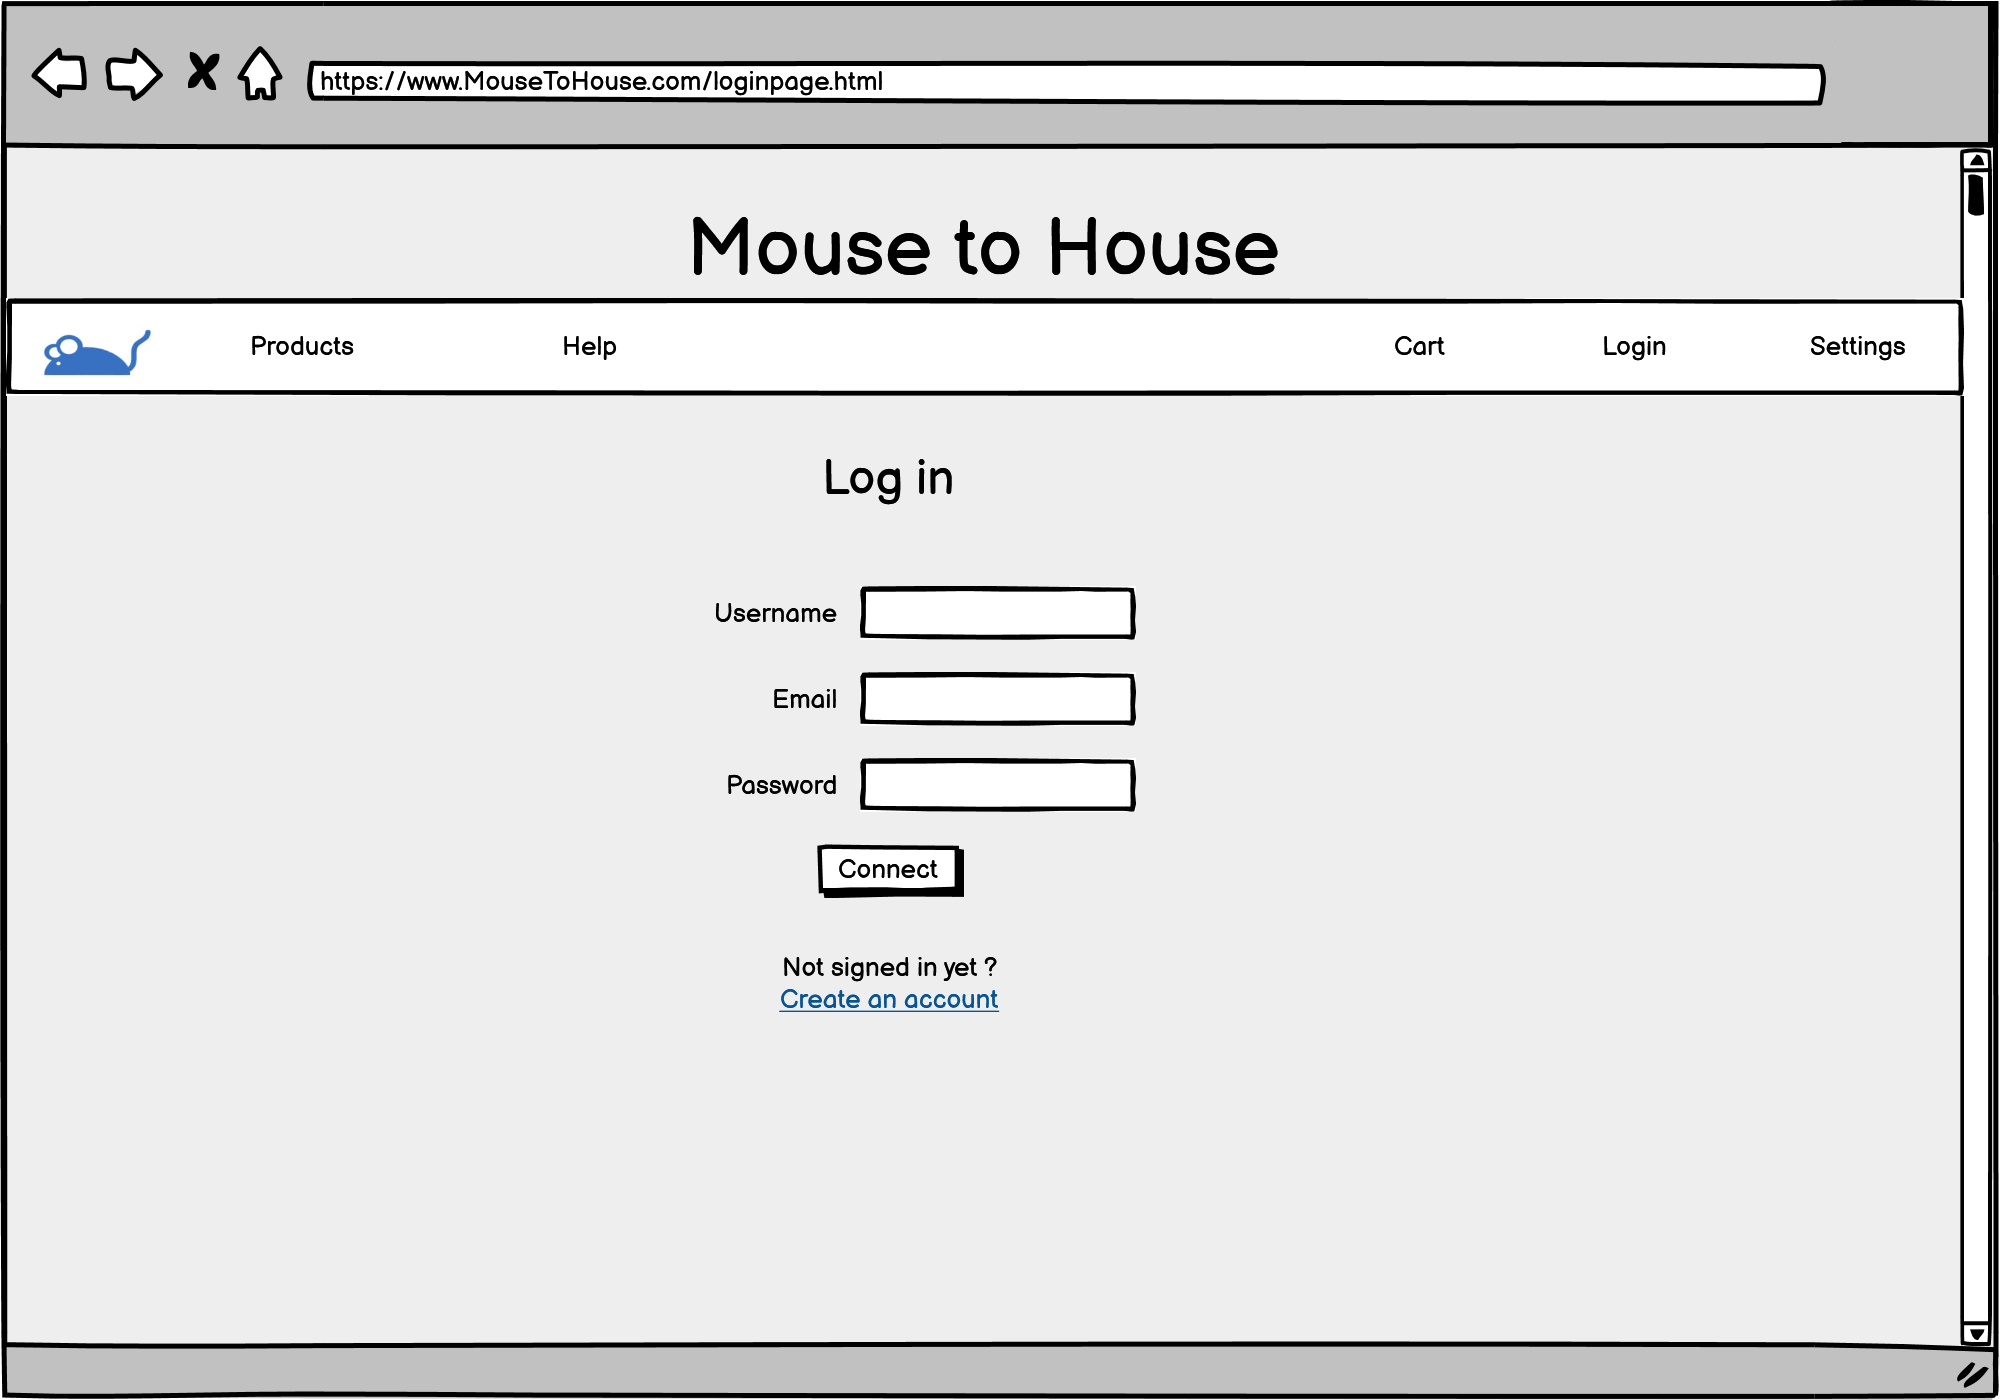 https://www.MouseToHouse.com/loginpage.html
Mouse to House
Products Help Cart Login Settings
Log in
Username
Email
Password
Connect
Not signed in yet ?
Create an account